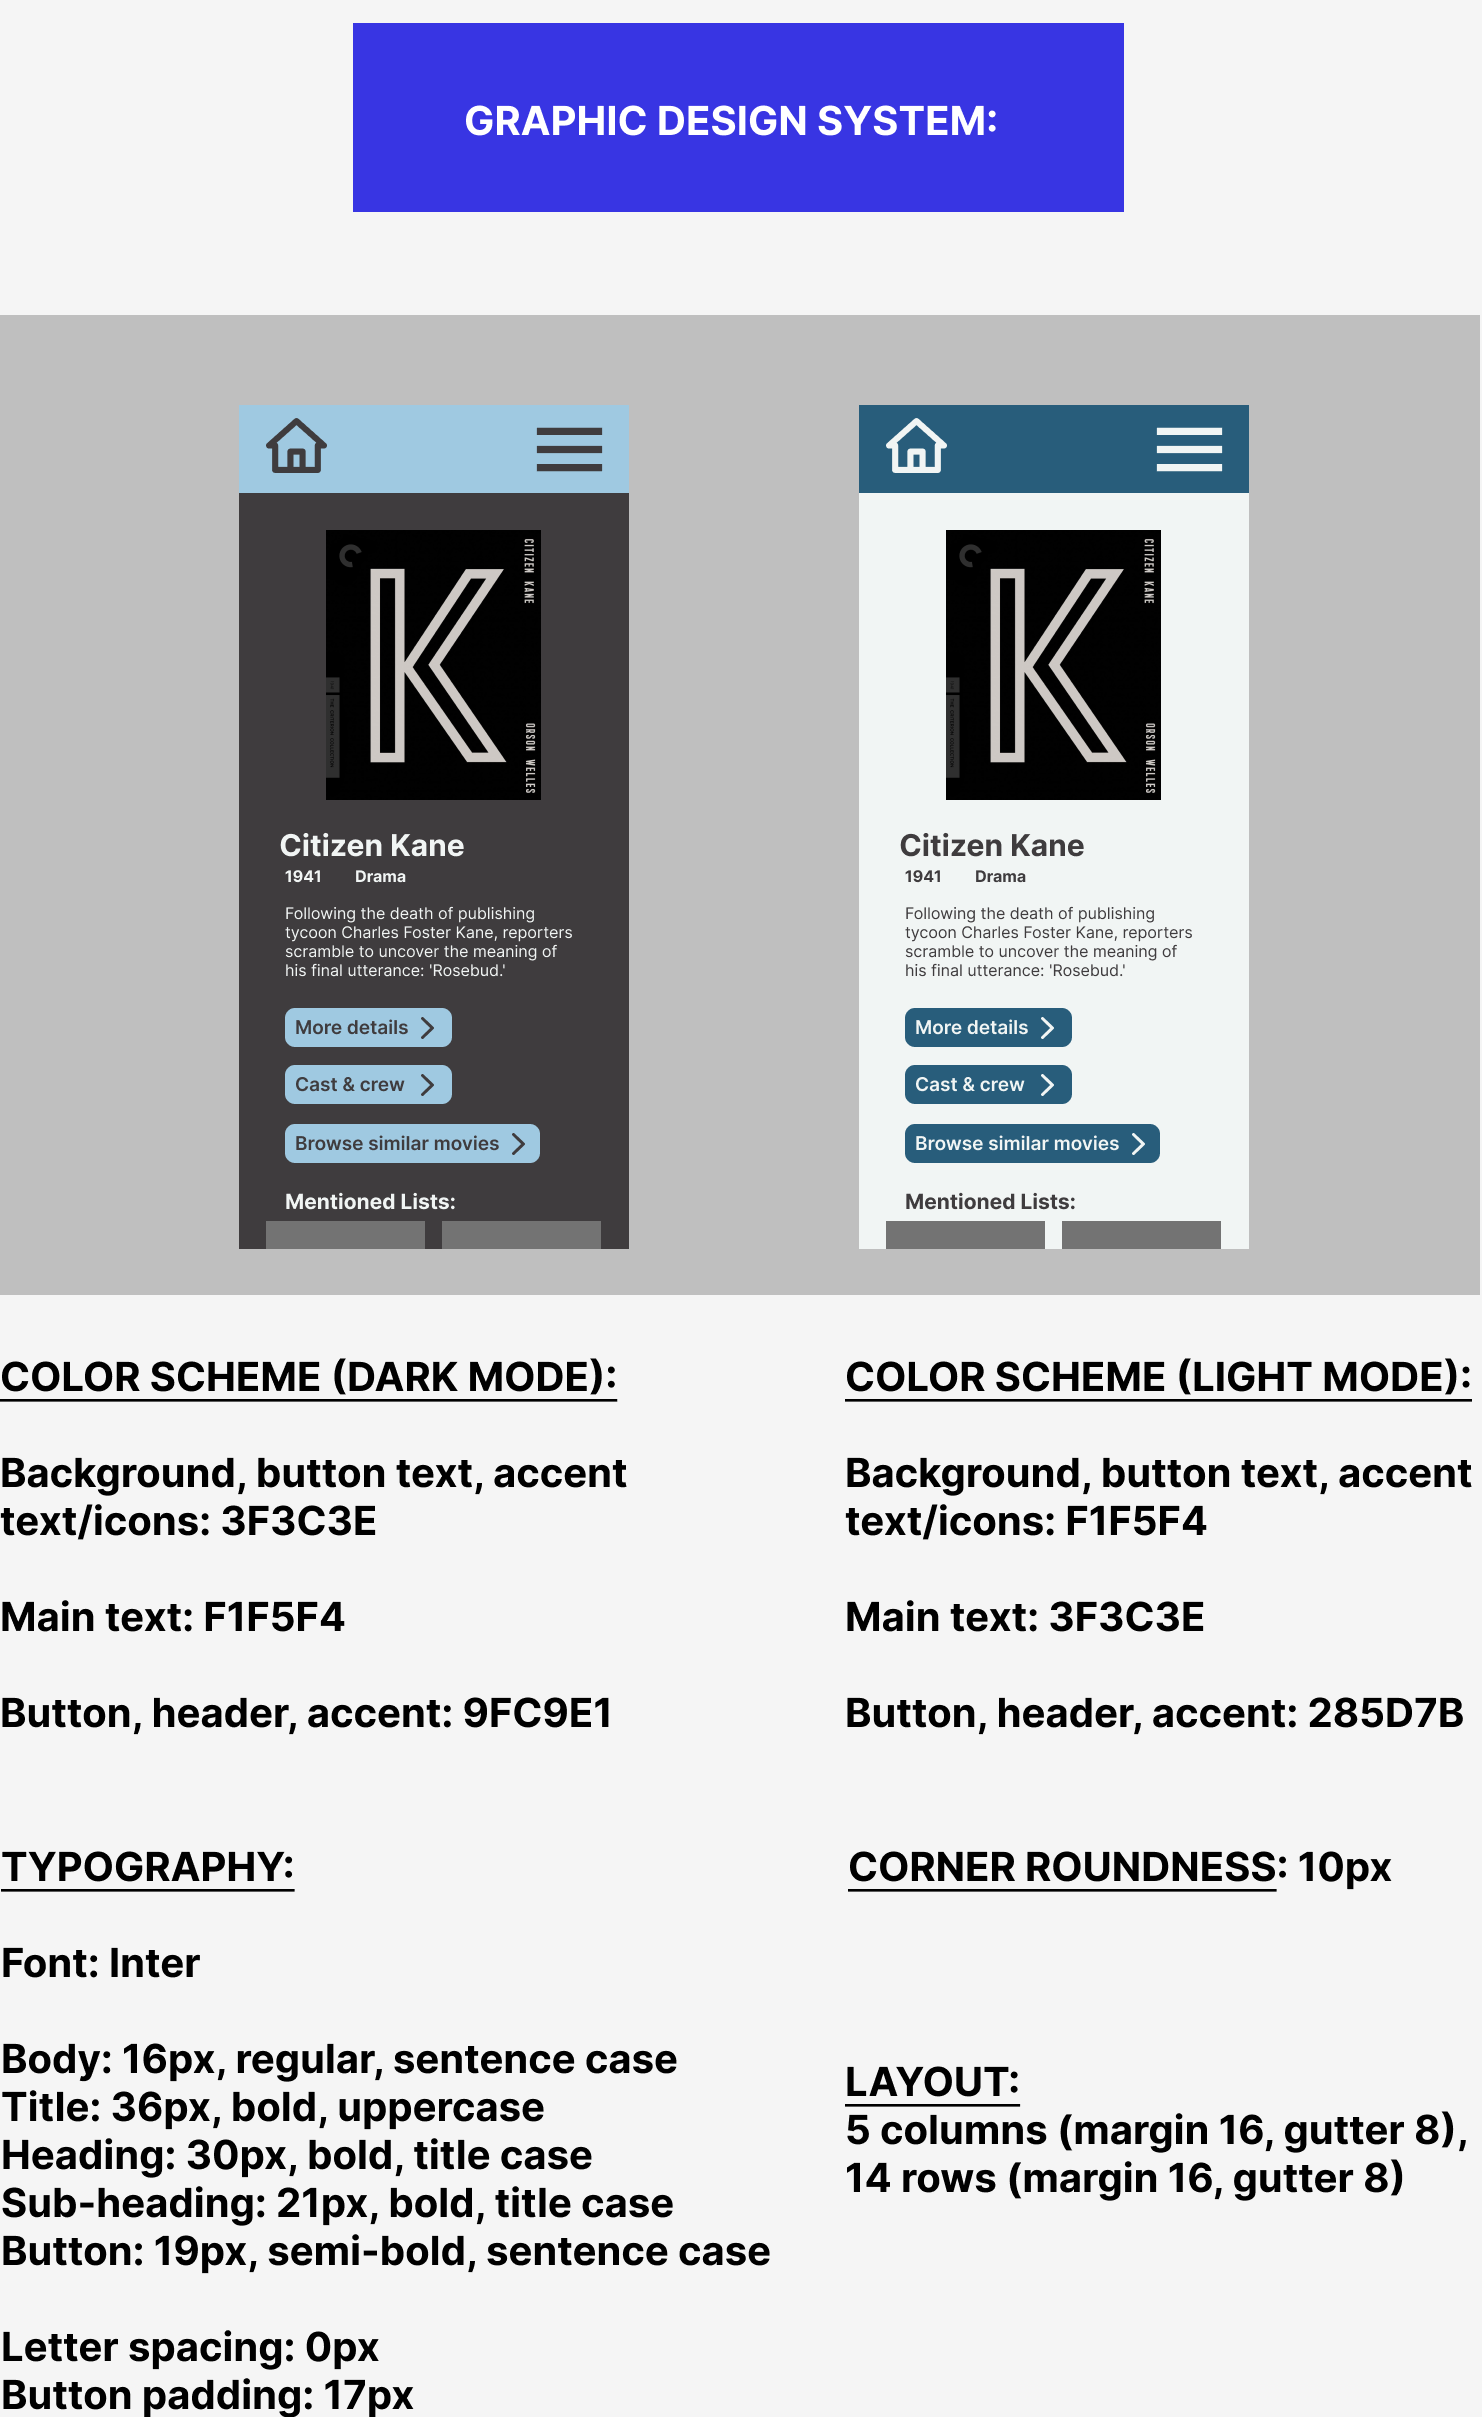 GRAPHIC DESIGN SYSTEM:
CITIZEN KANE
K
ORSON WELLES
Citizen Kane
1941 Drama
Following the death of publishing
tycoon Charles Foster Kane, reporters
scramble to uncover the meaning of
his final utterance: 'Rosebud.'
More details
Cast & crew
Browse similar movies
Mentioned Lists:
CITIZEN KANE
K
ORSON WELLES
Citizen Kane
1941 Drama
Following the death of publishing
tycoon Charles Foster Kane, reporters
scramble to uncover the meaning of
his final utterance: 'Rosebud.'
More details
Cast & crew
Browse similar movies
Mentioned Lists:
COLOR SCHEME (DARK MODE):
Background, button text, accent
text/icons: 3F3C3E
Main text: F1F5F4
Button, header, accent: 9FC9E1
COLOR SCHEME (LIGHT MODE):
Background, button text, accent
text/icons: F1F5F4
Main text: 3F3C3E
Button, header, accent: 285D7B
TYPOGRAPHY:
Font: Inter
Body: 16px, regular, sentence case
Title: 36px, bold, uppercase
Heading: 30px, bold, title case
Sub-heading: 21px, bold, title case
Button: 19px, semi-bold, sentence case
Letter spacing: 0px
Button padding: 17px
CORNER ROUNDNESS: 10px
LAYOUT:
5 columns (margin 16, gutter 8),
14 rows (margin 16, gutter 8)